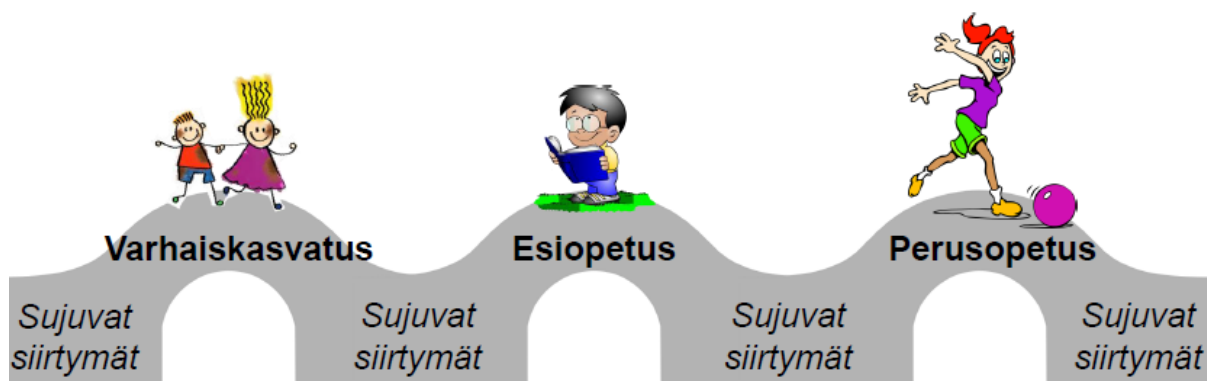 Varhaiskasvatus
Esiopetus
Perusopetus
Sujuvat
siirtymät
Sujuvat
siirtymät
Sujuvat
siirtymät
Sujuvat
siirtymät